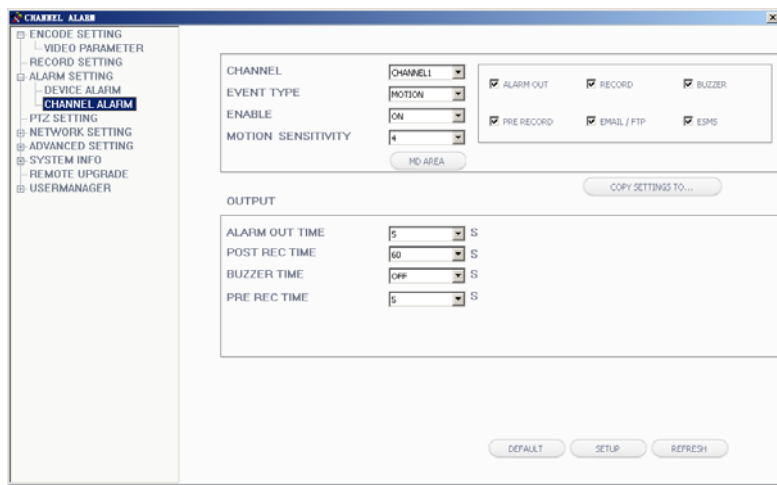 CHANNEL ALARM
ENCODE SETTING
VIDEO PARAMETER
RECORD SETTING
ALARM SETTING
DEVICE ALARM
CHANNEL ALARM
PTZ SETTING
NETWORK SETTING
ADVANCED SETTING
SYSTEM INFO
REMOTE UPGRADE
USERMANAGER
CHANNEL CHANNEL1
EVENT TYPE MOTION
ENABLE ON
MOTION SENSITIVITY 4
MD AREA
ALARM OUT RECORD BUZZER
PRE RECORD EMAIL / FTP ESMS
COPY SETTINGS TO...
OUTPUT
ALARM OUT TIME 5 S
POST REC TIME 60 S
BUZZER TIME OFF S
PRE REC TIME 5 S
DEFAULT SETUP REFRESH